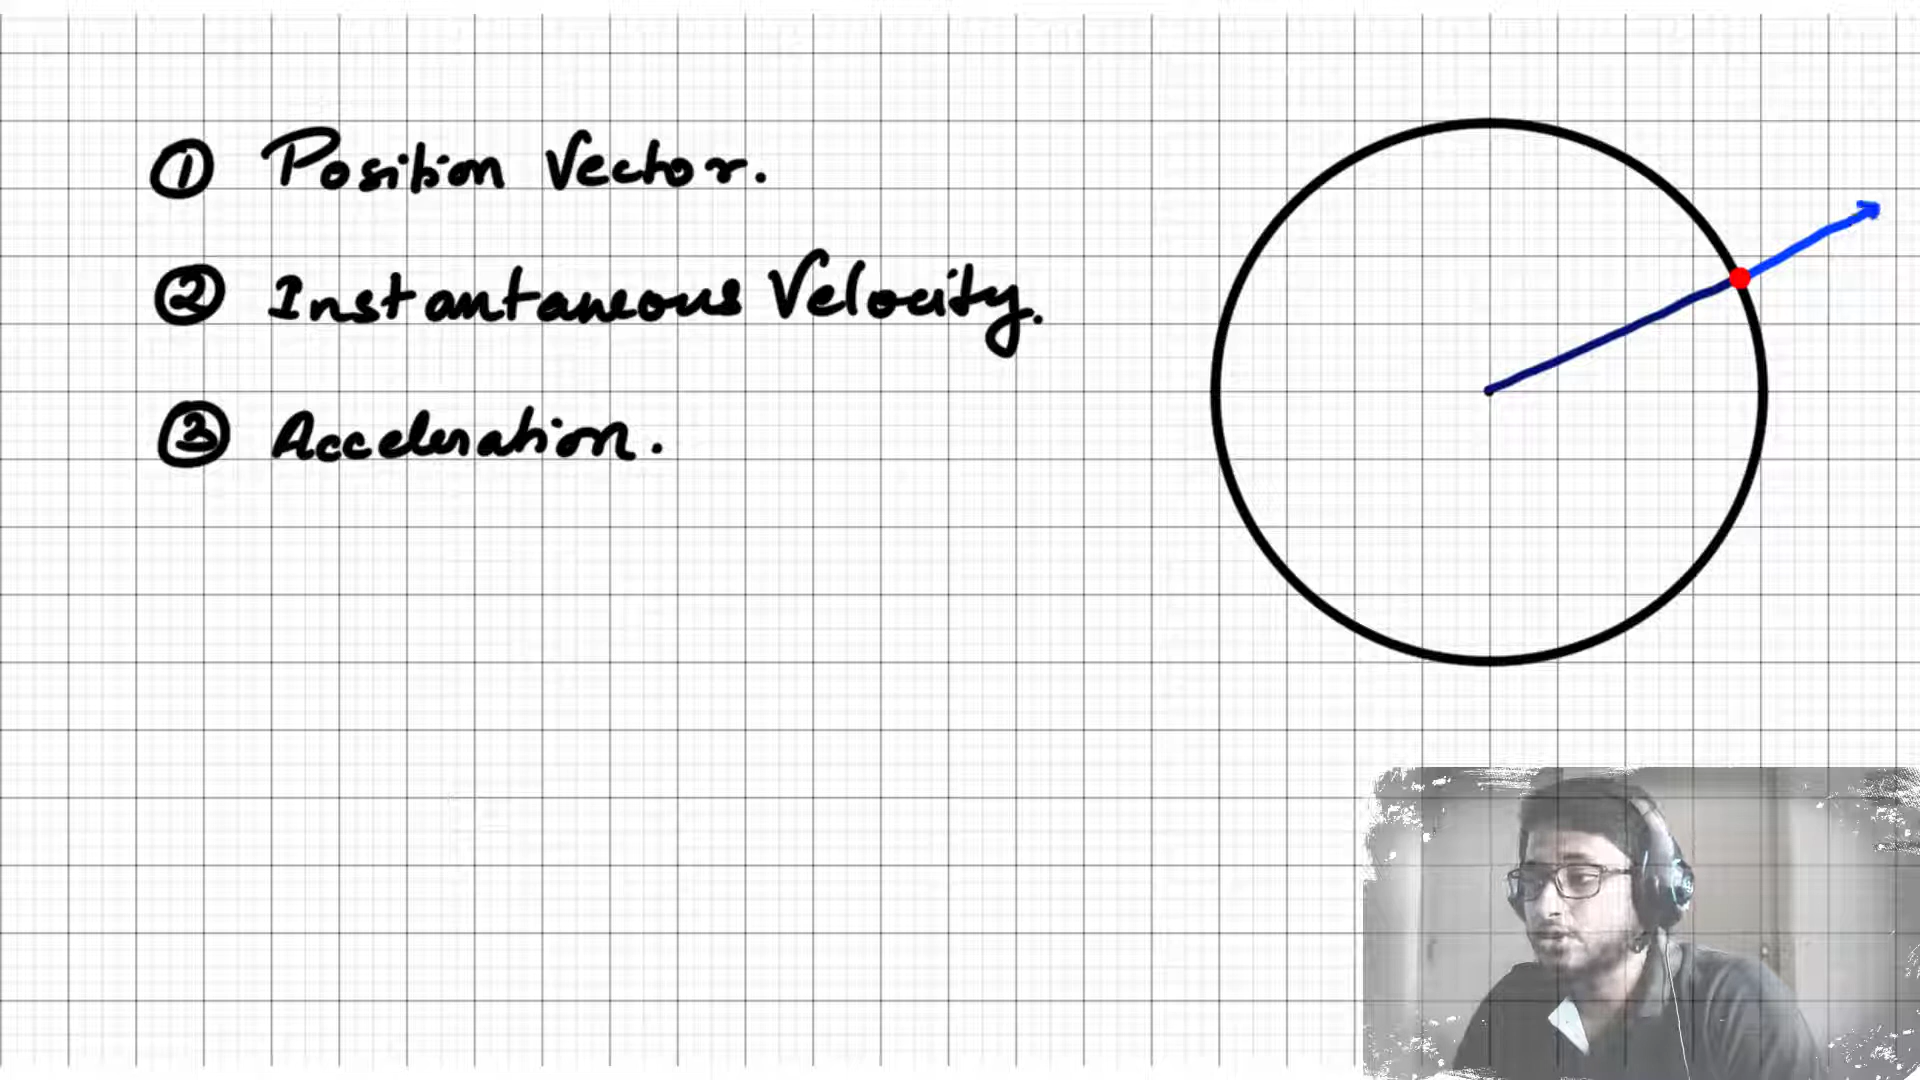 ① Position Vector.
② Instantaneous Velocity.
③ Acceleration.